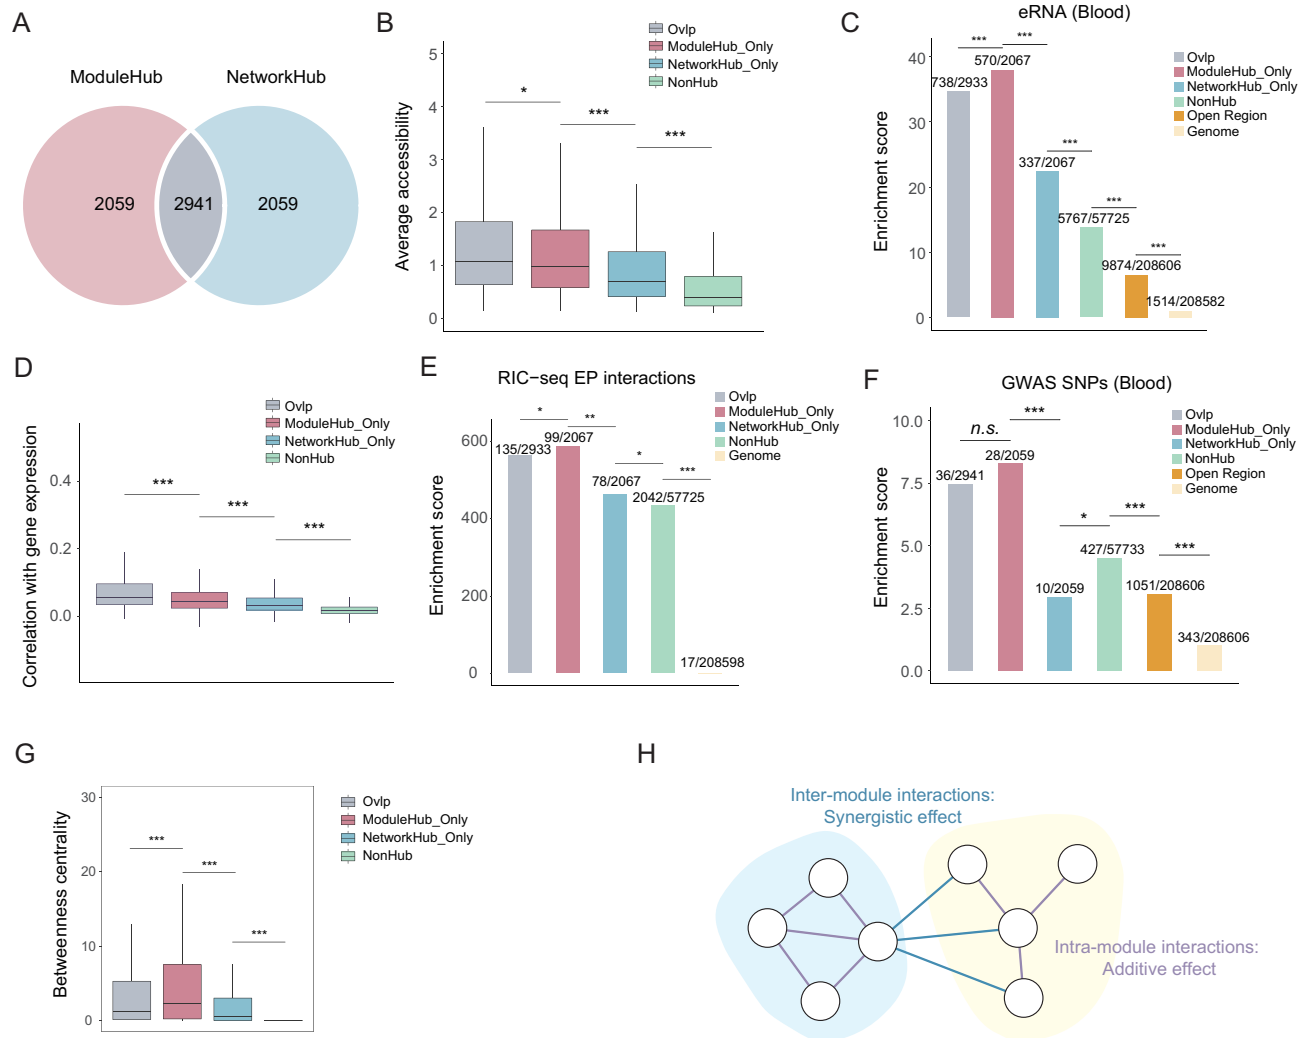 A
ModuleHub
NetworkHub
2059
2941
2059
B
Ovlp
ModuleHub_Only
NetworkHub_Only
NonHub
Average accessibility
5
4
3
2
1
0
*
***
***
C
eRNA (Blood)
Ovlp
ModuleHub_Only
NetworkHub_Only
NonHub
Open Region
Genome
Enrichment score
40
30
20
10
0
***
***
***
***
***
738/2933
570/2067
337/2067
5767/57725
9874/208606
1514/208582
D
Ovlp
ModuleHub_Only
NetworkHub_Only
NonHub
Correlation with gene expression
0.4
0.2
0.0
***
***
***
E
RIC−seq EP interactions
Ovlp
ModuleHub_Only
NetworkHub_Only
NonHub
Genome
Enrichment score
600
400
200
0
*
**
*
***
135/2933
99/2067
78/2067
2042/57725
17/208598
F
GWAS SNPs (Blood)
Ovlp
ModuleHub_Only
NetworkHub_Only
NonHub
Open Region
Genome
Enrichment score
10.0
7.5
5.0
2.5
0.0
n.s.
***
*
***
***
36/2941
28/2059
10/2059
427/57733
1051/208606
343/208606
G
Ovlp
ModuleHub_Only
NetworkHub_Only
NonHub
Betweenness centrality
30
20
10
0
***
***
***
H
Inter-module interactions:
Synergistic effect
Intra-module interactions:
Additive effect